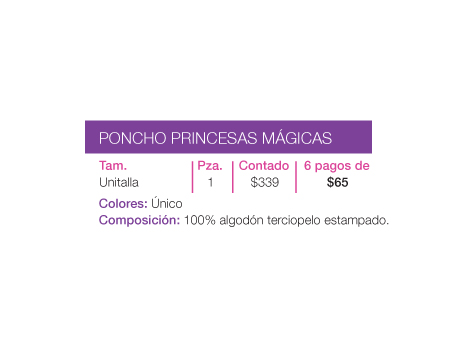 PONCHO PRINCESAS MÁGICAS
Tam. Pza. Contado 6 pagos de
Unitalla 1 $339 $65
Colores: Único
Composición: 100% algodón terciopelo estampado.